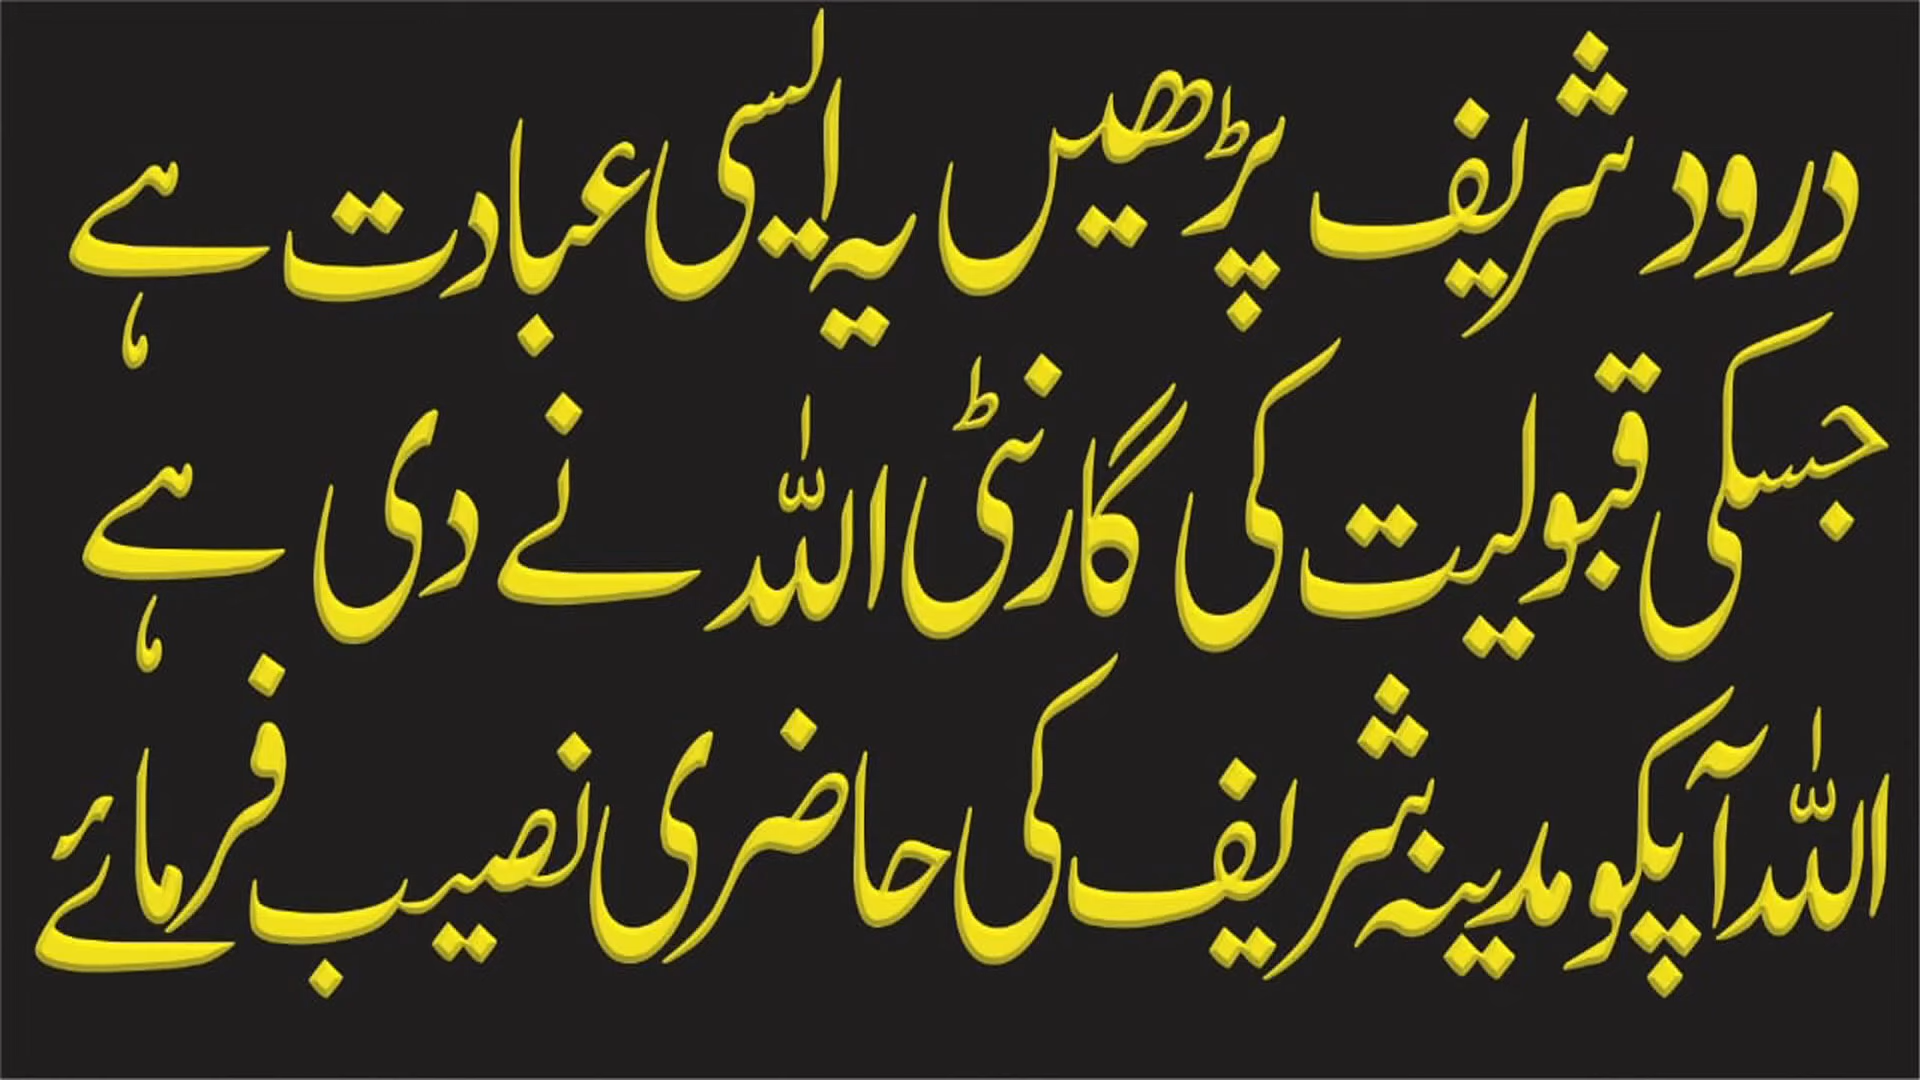 درود شریف پڑھیں یہ ایسی عبادت ہے
جسکی قبولیت کی گارنٹی اللہ نے دی ہے
اللہ آپکو مدینہ شریف کی حاضری نصیب فرمائے